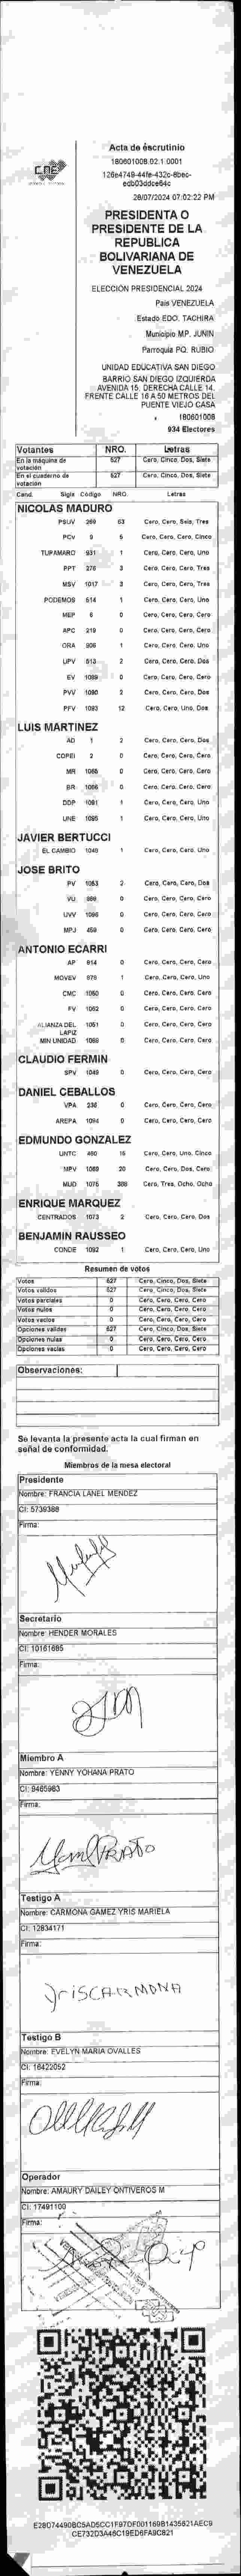 CNE
Acta de escrutinio
180601008.02.1.0001
126e4749-44fe-432c-8bec-
edb03ddce64c
28/07/2024 07:02:22 PM
PRESIDENTA O
PRESIDENTE DE LA
REPUBLICA
BOLIVARIANA DE
VENEZUELA
ELECCIÓN PRESIDENCIAL 2024
País VENEZUELA
Estado EDO. TACHIRA
Municipio MP. JUNIN
Parroquia PQ. RUBIO
UNIDAD EDUCATIVA SAN DIEGO
BARRIO SAN DIEGO IZQUIERDA
AVENIDA 15. DERECHA CALLE 14.
FRENTE CALLE 16 A 50 METROS DEL
PUENTE VIEJO CASA
180601008
934 Electores
Votantes NRO. Letras
En la máquina de votación 527 Cero, Cinco, Dos, Siete
En el cuaderno de votación 527 Cero, Cinco, Dos, Siete
Cand. Sigla Código NRO. Letras
NICOLAS MADURO
PSUV 269 63 Cero, Cero, Seis, Tres
PCV 9 5 Cero, Cero, Cero, Cinco
TUPAMARO 931 1 Cero, Cero, Cero, Uno
PPT 276 3 Cero, Cero, Cero, Tres
MSV 1017 3 Cero, Cero, Cero, Tres
PODEMOS 514 1 Cero, Cero, Cero, Uno
MEP 6 0 Cero, Cero, Cero, Cero
APC 219 0 Cero, Cero, Cero, Cero
ORA 906 1 Cero, Cero, Cero, Uno
UPV 513 2 Cero, Cero, Cero, Dos
EV 1089 0 Cero, Cero, Cero, Cero
PVV 1090 2 Cero, Cero, Cero, Dos
PFV 1093 12 Cero, Cero, Uno, Dos
LUIS MARTINEZ
AD 1 2 Cero, Cero, Cero, Dos
COPEI 2 0 Cero, Cero, Cero, Cero
MR 1065 0 Cero, Cero, Cero, Cero
BR 1066 0 Cero, Cero, Cero, Cero
DDP 1091 1 Cero, Cero, Cero, Uno
UNE 1095 1 Cero, Cero, Cero, Uno
JAVIER BERTUCCI
EL CAMBIO 1048 1 Cero, Cero, Cero, Uno
JOSE BRITO
PV 1053 2 Cero, Cero, Cero, Dos
VU 886 0 Cero, Cero, Cero, Cero
UVV 1096 0 Cero, Cero, Cero, Cero
MPJ 459 0 Cero, Cero, Cero, Cero
ANTONIO ECARRI
AP 914 0 Cero, Cero, Cero, Cero
MOVEV 978 1 Cero, Cero, Cero, Uno
CMC 1050 0 Cero, Cero, Cero, Cero
FV 1062 0 Cero, Cero, Cero, Cero
ALIANZA DEL LAPIZ 1051 0 Cero, Cero, Cero, Cero
MIN UNIDAD 1069 0 Cero, Cero, Cero, Cero
CLAUDIO FERMIN
SPV 1049 0 Cero, Cero, Cero, Cero
DANIEL CEBALLOS
VPA 236 0 Cero, Cero, Cero, Cero
AREPA 1094 0 Cero, Cero, Cero, Cero
EDMUNDO GONZALEZ
UNTC 460 15 Cero, Cero, Uno, Cinco
MPV 1069 20 Cero, Cero, Dos, Cero
MUD 1075 388 Cero, Tres, Ocho, Ocho
ENRIQUE MARQUEZ
CENTRADOS 1073 2 Cero, Cero, Cero, Dos
BENJAMIN RAUSSEO
CONDE 1092 1 Cero, Cero, Cero, Uno
Resumen de votos
Votos 527 Cero, Cinco, Dos, Siete
Votos validos 527 Cero, Cinco, Dos, Siete
Votos parciales 0 Cero, Cero, Cero, Cero
Votos nulos 0 Cero, Cero, Cero, Cero
Votos vacios 0 Cero, Cero, Cero, Cero
Opciones validas 527 Cero, Cinco, Dos, Siete
Opciones nulas 0 Cero, Cero, Cero, Cero
Opciones vacias 0 Cero, Cero, Cero, Cero
Observaciones:
Se levanta la presente acta la cual firman en
señal de conformidad.
Miembros de la mesa electoral
Presidente
Nombre: FRANCIA LANEL MENDEZ
CI: 5739388
Firma:
Secretario
Nombre: HENDER MORALES
CI: 10161685
Firma:
Miembro A
Nombre: YENNY YOHANA PRATO
CI: 9465983
Firma:
PRATO
Testigo A
Nombre: CARMONA GAMEZ YRIS MARIELA
CI: 12834171
Firma:
YriSCARMONA
Testigo B
Nombre: EVELYN MARIA OVALLES
CI: 16422052
Firma:
Operador
Nombre: AMAURY DAILEY ONTIVEROS M
CI: 17491100
Firma:
E28C74490BC5AD5CC1F97DF001169B1435621AEC9
CE732D3A46C19ED6FA9C821